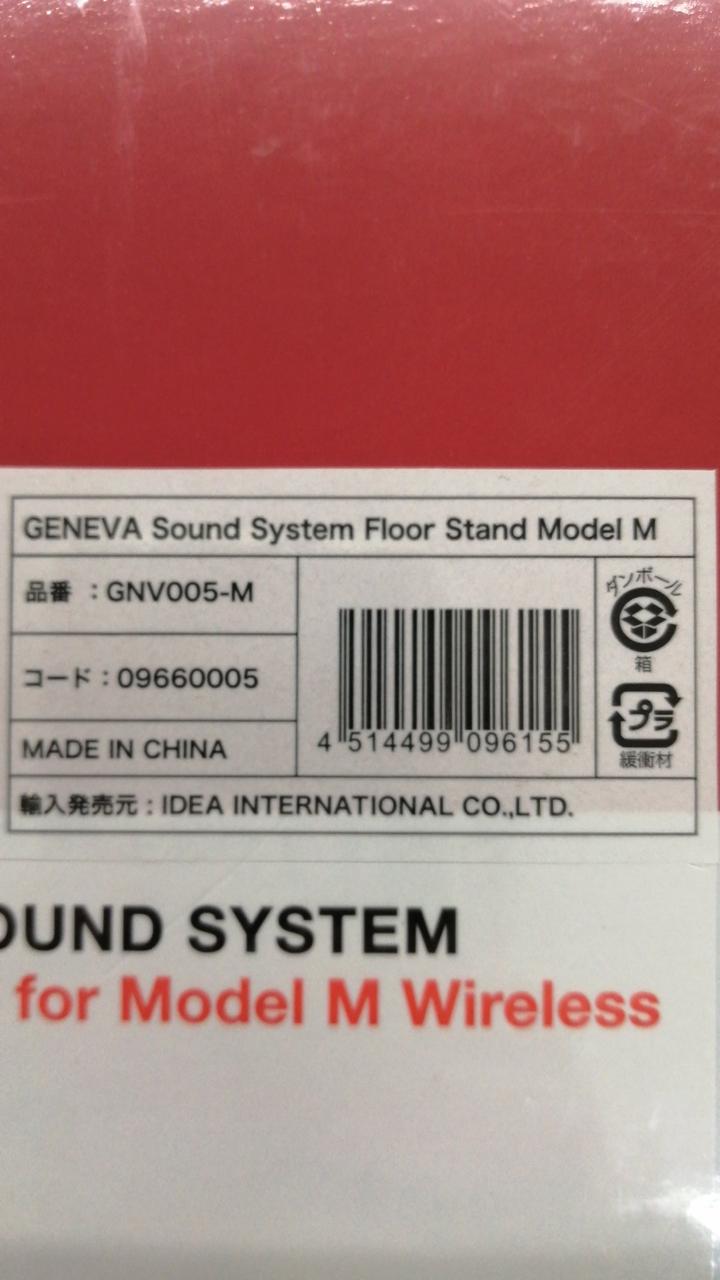 GENEVA Sound System Floor Stand Model M
品番 : GNV005-M
コード : 09660005
MADE IN CHINA
4 514499 096155
ダンボール
箱
プラ
緩衝材
輸入発売元 : IDEA INTERNATIONAL CO.,LTD.
OUND SYSTEM
for Model M Wireless